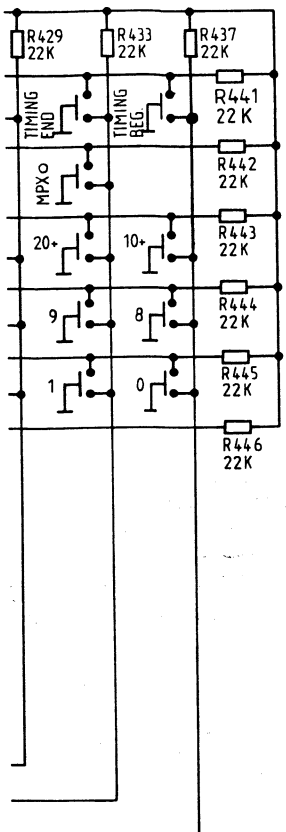 R429
22K
R433
22K
R437
22K
TIMING
END
TIMING
BEG.
R441
22K
MPX O
R442
22K
20+
10+
R443
22K
9
8
R444
22K
1
0
R445
22K
R446
22K